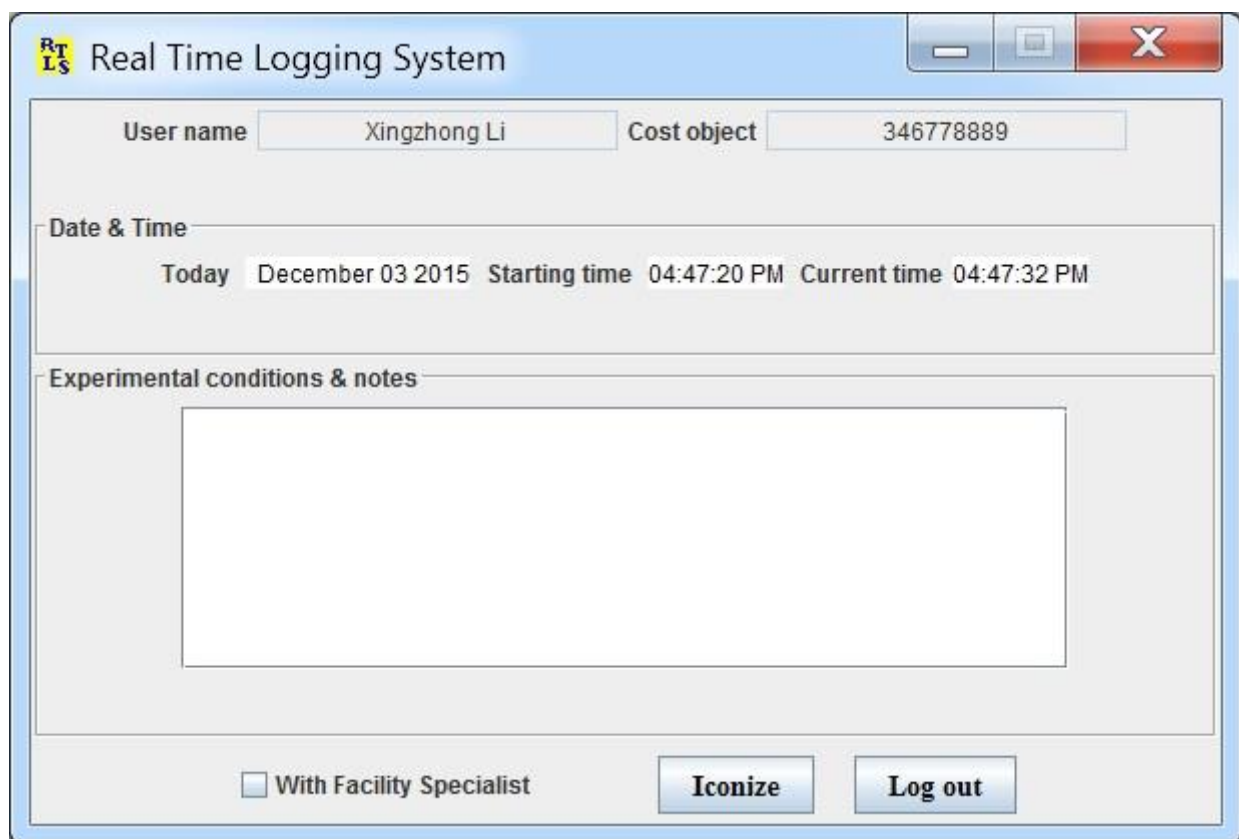 RT
LS
Real Time Logging System
User name Xingzhong Li Cost object 346778889
Date & Time
Today December 03 2015 Starting time 04:47:20 PM Current time 04:47:32 PM
Experimental conditions & notes
With Facility Specialist Iconize Log out